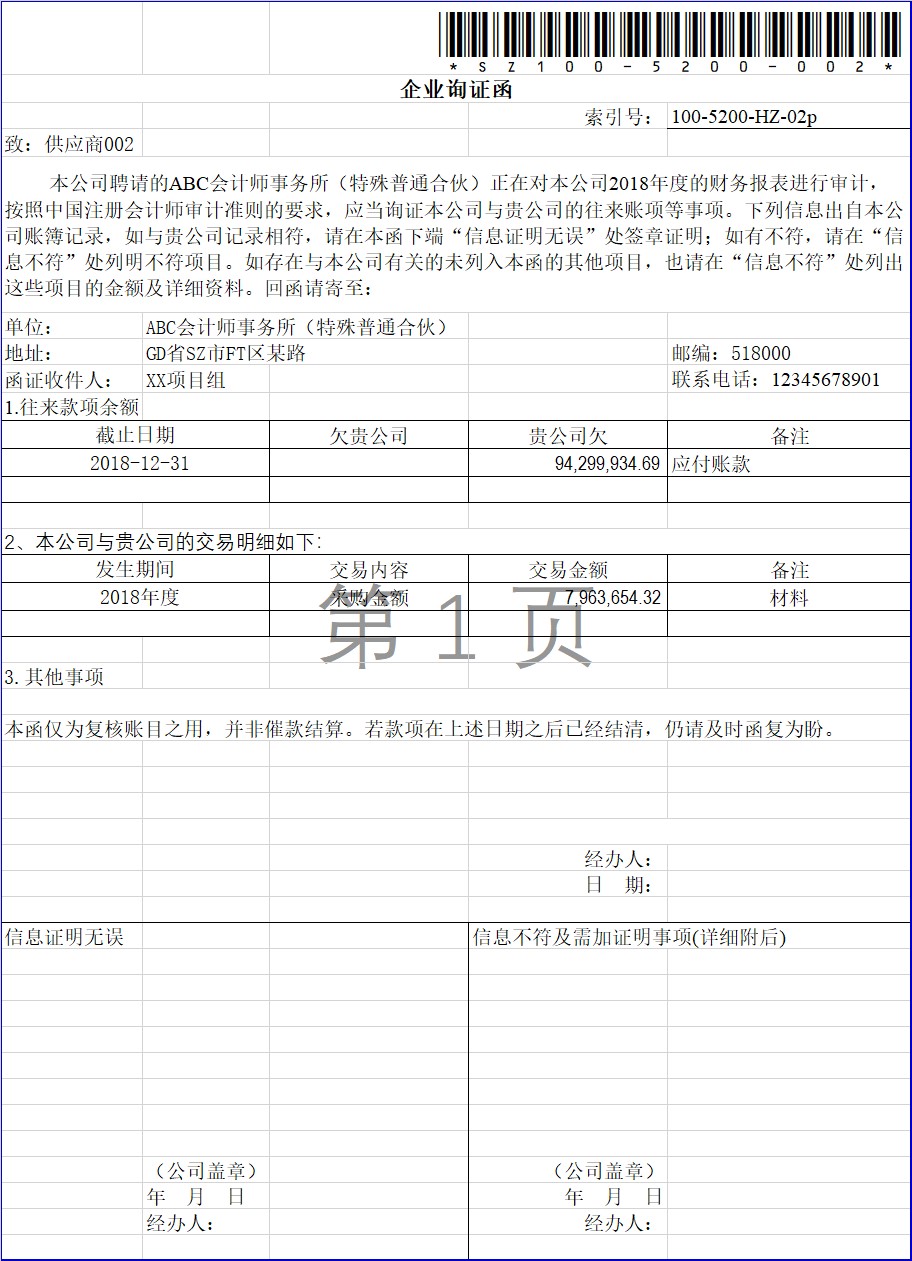 *SZ100-5200-002*
企业询证函
索引号： 100-5200-HZ-02p
致：供应商002
本公司聘请的ABC会计师事务所（特殊普通合伙）正在对本公司2018年度的财务报表进行审计，
按照中国注册会计师审计准则的要求，应当询证本公司与贵公司的往来账项等事项。下列信息出自本公
司账簿记录，如与贵公司记录相符，请在本函下端“信息证明无误”处签章证明；如有不符，请在“信
息不符”处列明不符项目。如存在与本公司有关的未列入本函的其他项目，也请在“信息不符”处列出
这些项目的金额及详细资料。回函请寄至：
单位： ABC会计师事务所（特殊普通合伙）
地址： GD省SZ市FT区某路 邮编：518000
函证收件人： XX项目组 联系电话：12345678901
1.往来款项余额
截止日期 欠贵公司 贵公司欠 备注
2018-12-31 94,299,934.69 应付账款
2、本公司与贵公司的交易明细如下：
发生期间 交易内容 交易金额 备注
2018年度 采购金额 7,963,654.32 材料
第 1 页
3.其他事项
本函仅为复核账目之用，并非催款结算。若款项在上述日期之后已经结清，仍请及时函复为盼。
经办人：
日 期：
信息证明无误 信息不符及需加证明事项(详细附后)
（公司盖章） （公司盖章）
年 月 日 年 月 日
经办人： 经办人：